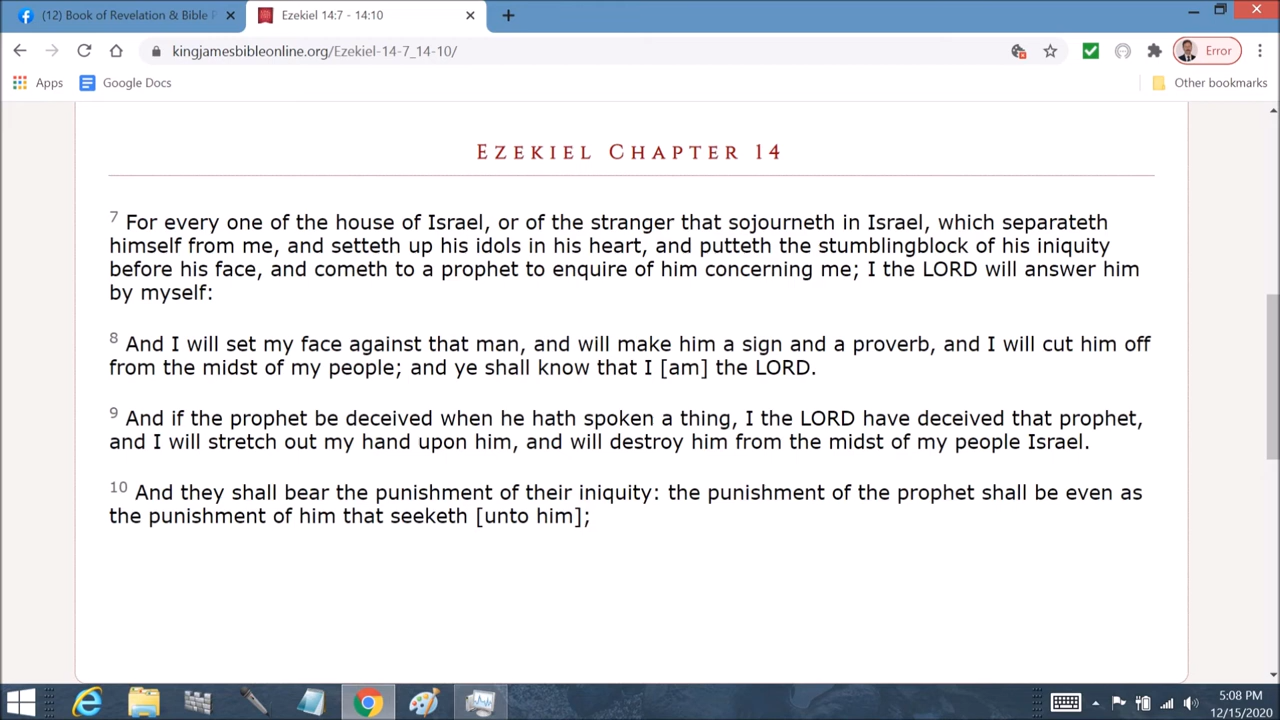 (12) Book of Revelation & Bible P
Ezekiel 14:7 - 14:10
kingjamesbibleonline.org/Ezekiel-14-7_14-10/
Error
Apps
Google Docs
Other bookmarks
Ezekiel Chapter 14
7 For every one of the house of Israel, or of the stranger that sojourneth in Israel, which separateth
himself from me, and setteth up his idols in his heart, and putteth the stumblingblock of his iniquity
before his face, and cometh to a prophet to enquire of him concerning me; I the LORD will answer him
by myself:
8 And I will set my face against that man, and will make him a sign and a proverb, and I will cut him off
from the midst of my people; and ye shall know that I [am] the LORD.
9 And if the prophet be deceived when he hath spoken a thing, I the LORD have deceived that prophet,
and I will stretch out my hand upon him, and will destroy him from the midst of my people Israel.
10 And they shall bear the punishment of their iniquity: the punishment of the prophet shall be even as
the punishment of him that seeketh [unto him];
5:08 PM
12/15/2020